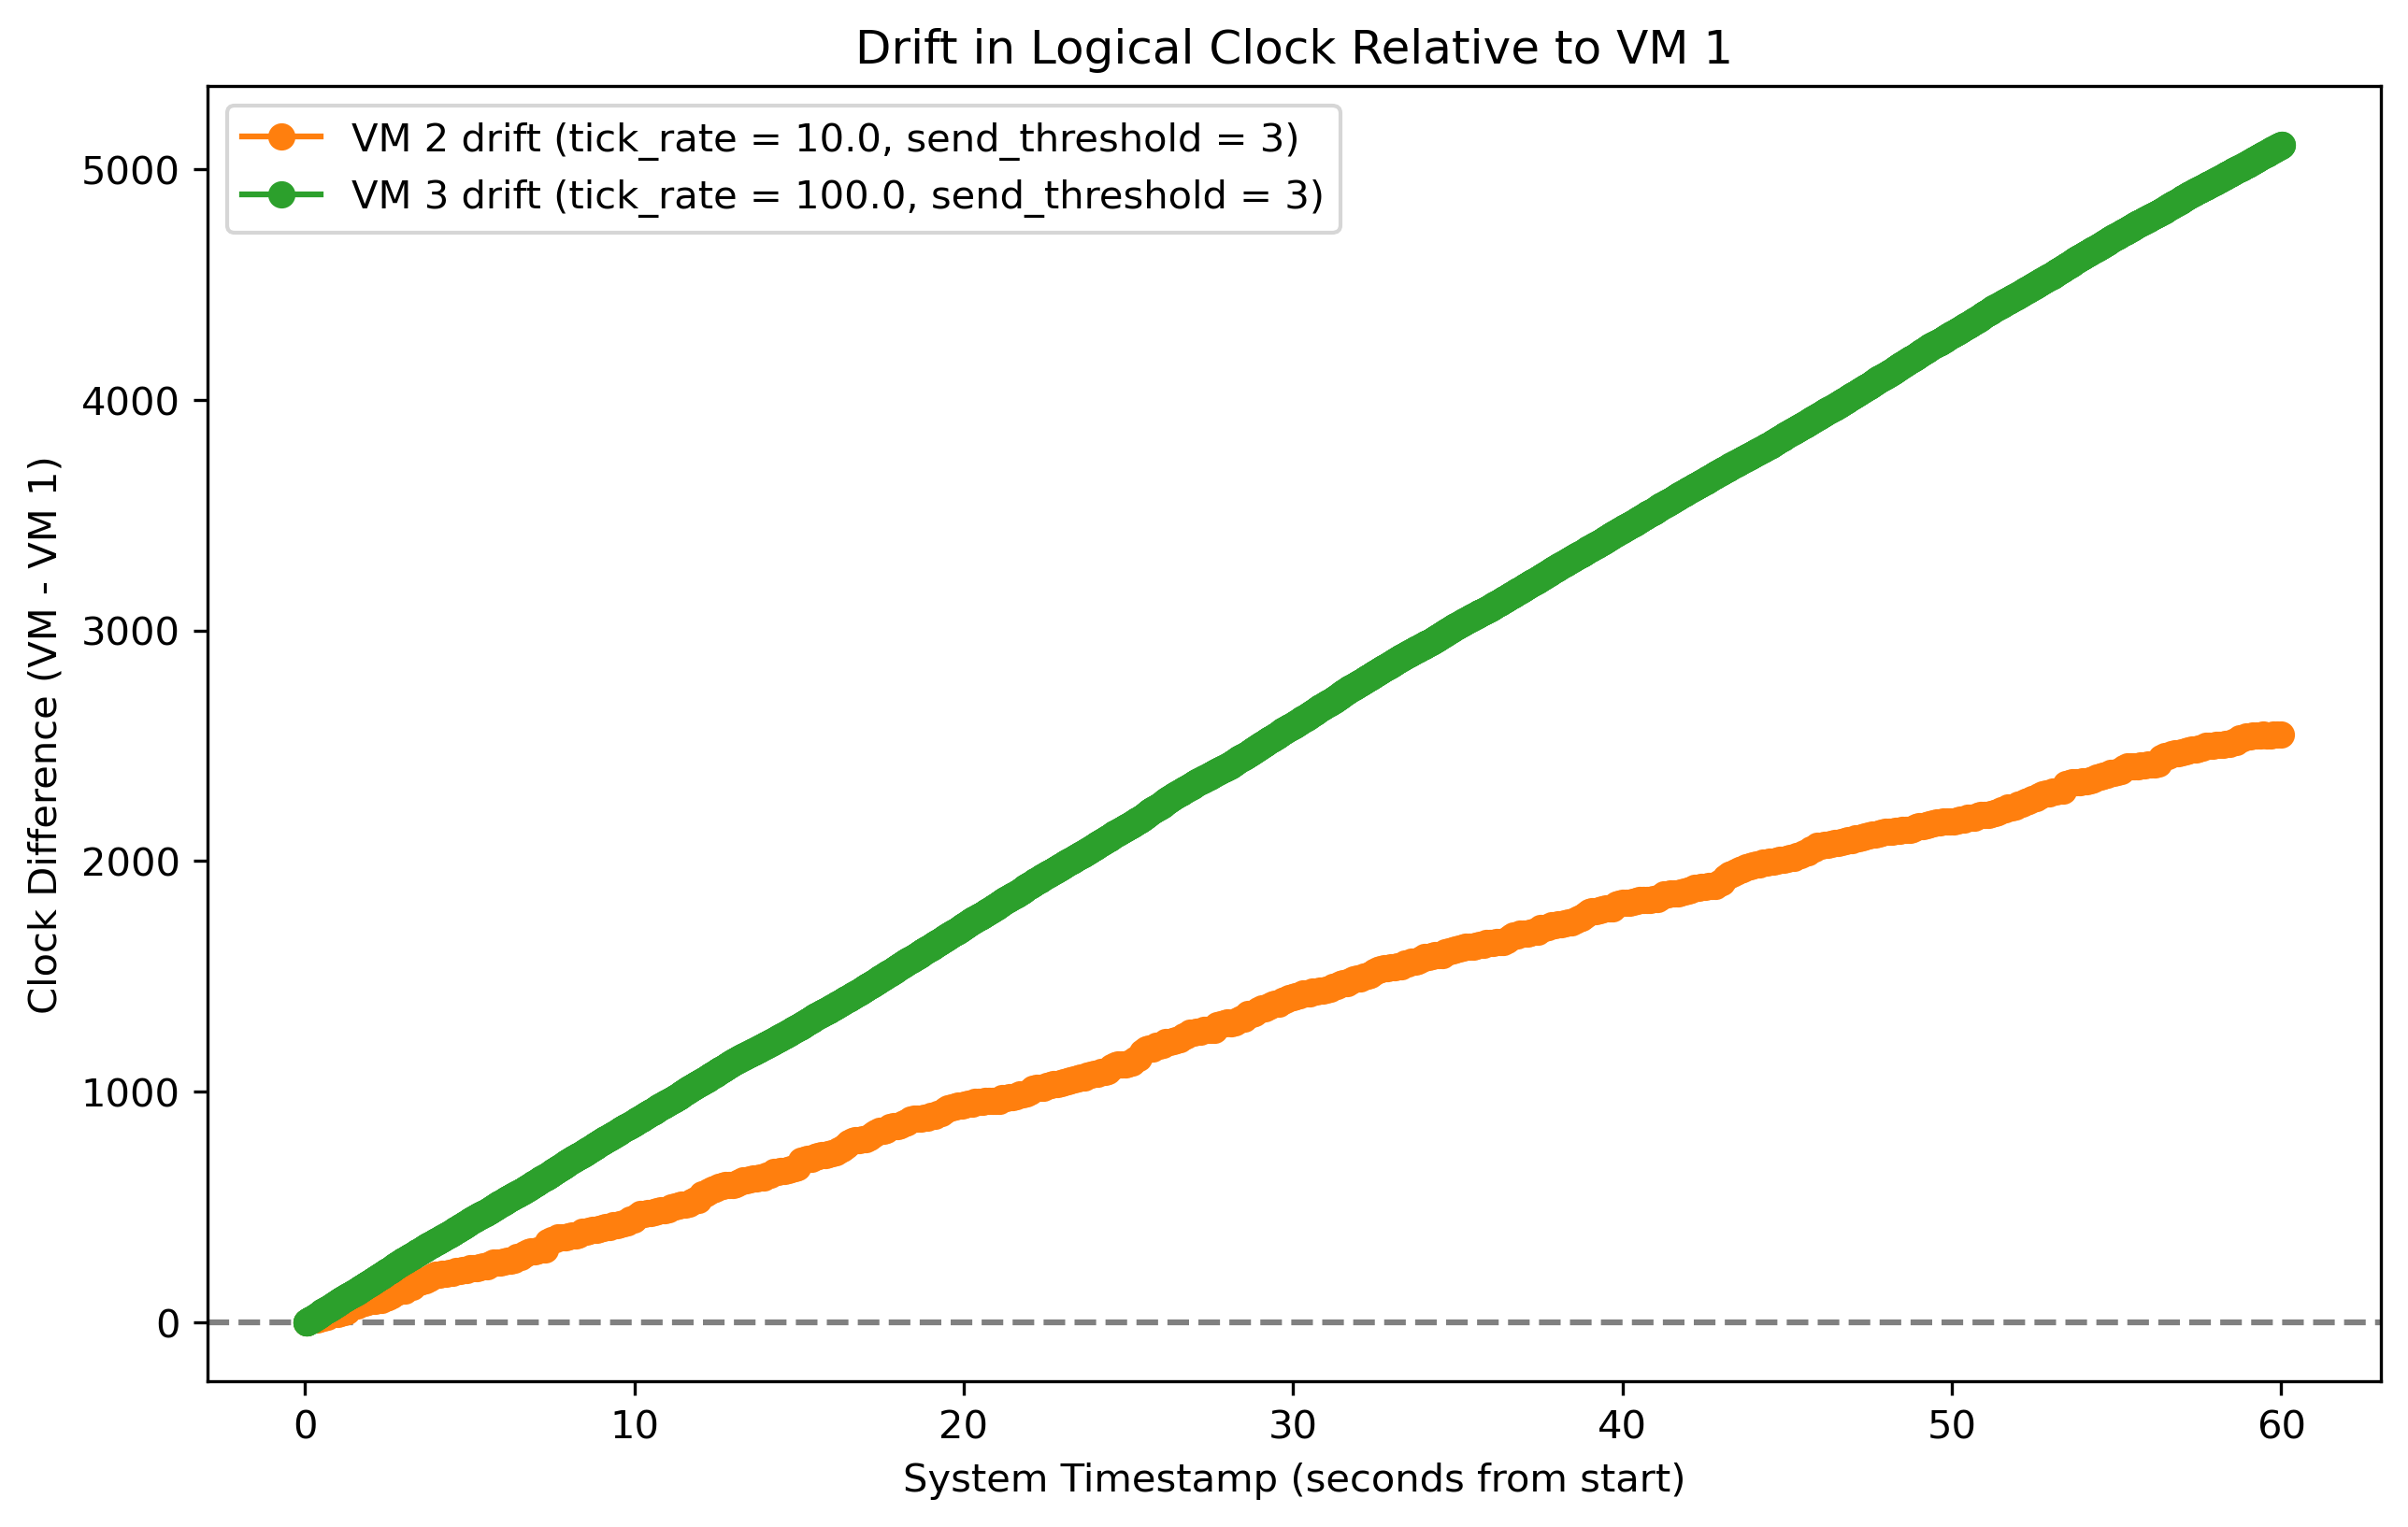 Drift in Logical Clock Relative to VM 1
VM 2 drift (tick_rate = 10.0, send_threshold = 3)
VM 3 drift (tick_rate = 100.0, send_threshold = 3)
Clock Difference (VM - VM 1)
5000
4000
3000
2000
1000
0
0 10 20 30 40 50 60
System Timestamp (seconds from start)